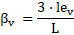 βᵥ = 3 · leᵥ / L